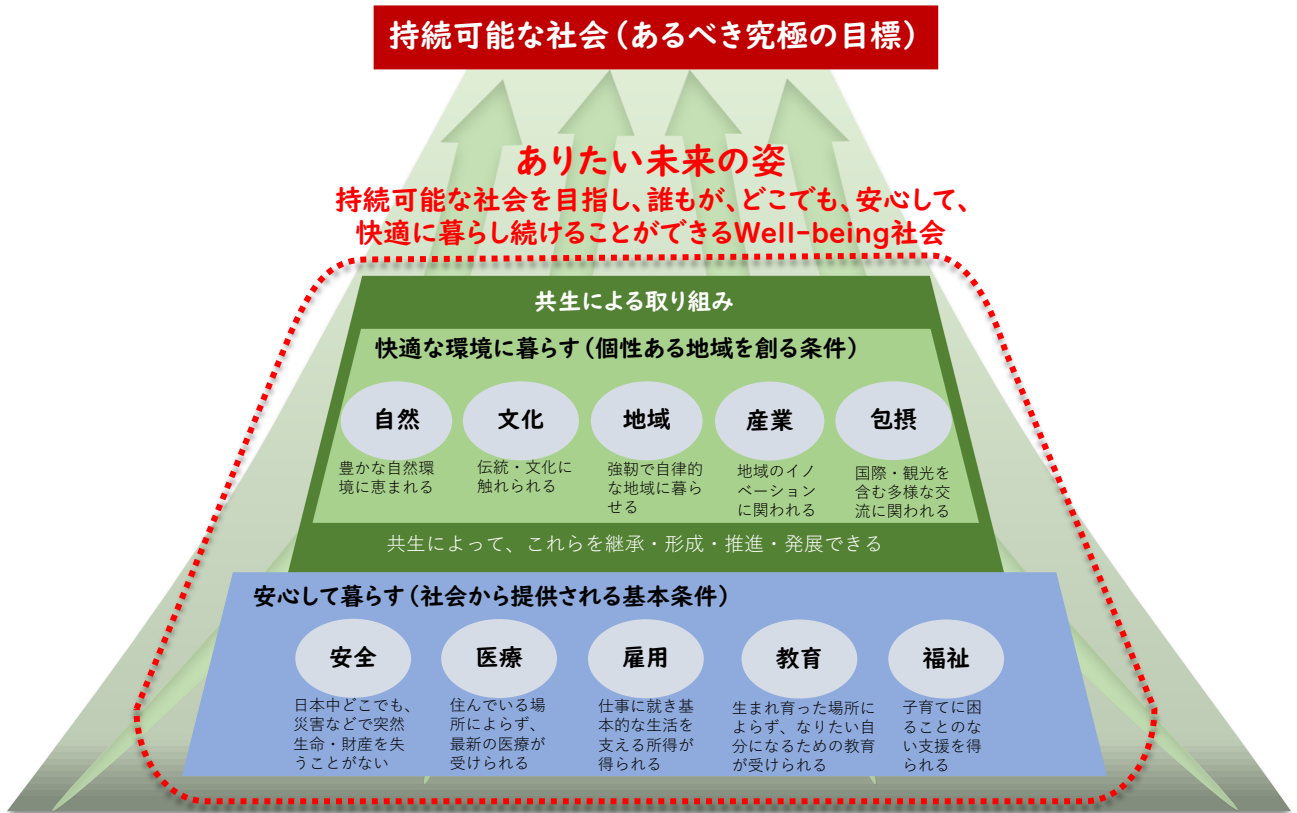 持続可能な社会（あるべき究極の目標）
ありたい未来の姿
持続可能な社会を目指し、誰もが、どこでも、安心して、
快適に暮らし続けることができるWell-being社会
共生による取り組み
快適な環境に暮らす（個性ある地域を創る条件）
自然
豊かな自然環
境に恵まれる
文化
伝統・文化に
触れられる
地域
強靭で自律的
な地域に暮ら
せる
産業
地域のイノ
ベーション
に関われる
包摂
国際・観光を
含む多様な交
流に関われる
共生によって、これらを継承・形成・推進・発展できる
安心して暮らす（社会から提供される基本条件）
安全
日本中どこでも、
災害などで突然
生命・財産を失
うことがない
医療
住んでいる場
所によらず、
最新の医療が
受けられる
雇用
仕事に就き基
本的な生活を
支える所得が
得られる
教育
生まれ育った場所に
よらず、なりたい自
分になるための教育
が受けられる
福祉
子育てに困
ることのな
い支援を得
られる